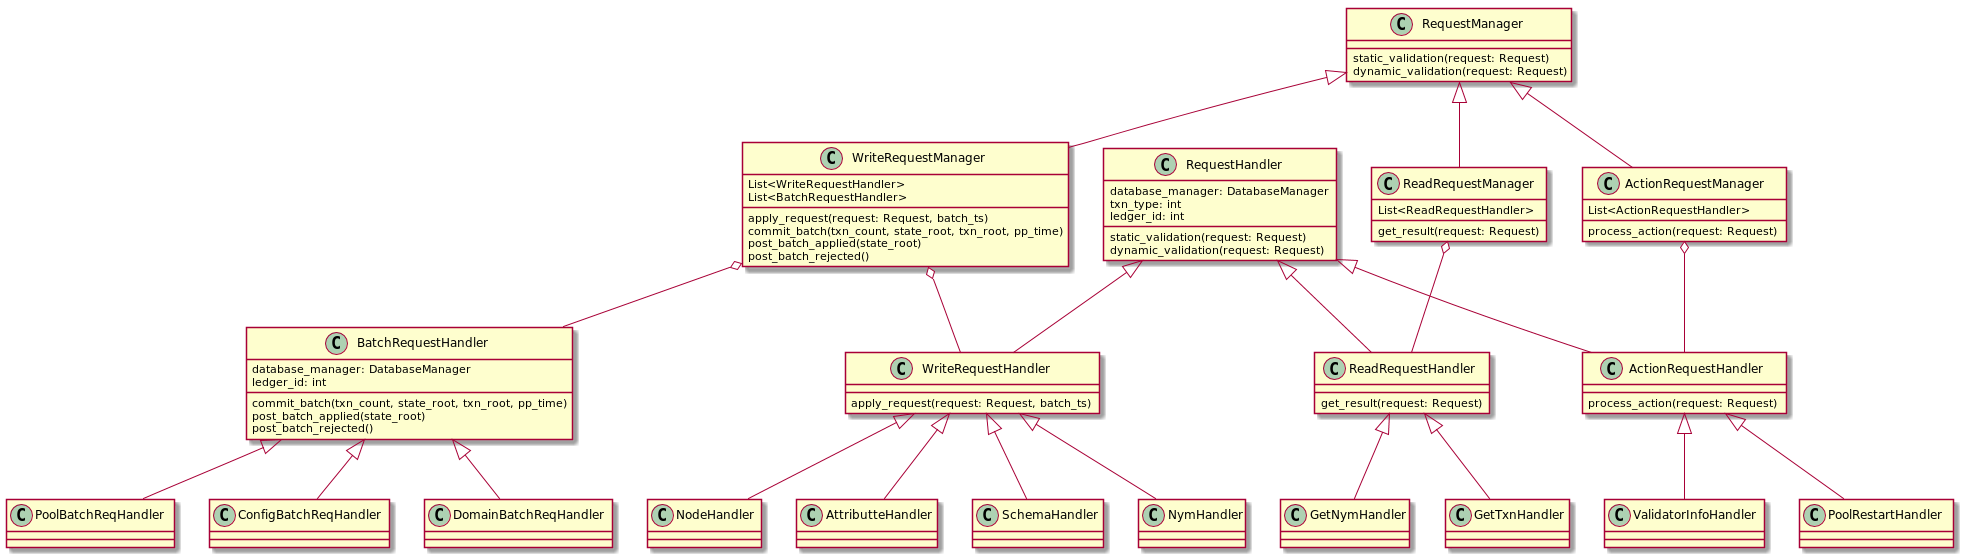 C RequestManager
static_validation(request: Request)
dynamic_validation(request: Request)
C WriteRequestManager
List<WriteRequestHandler>
List<BatchRequestHandler>
apply_request(request: Request, batch_ts)
commit_batch(txn_count, state_root, txn_root, pp_time)
post_batch_applied(state_root)
post_batch_rejected()
C RequestHandler
database_manager: DatabaseManager
txn_type: int
ledger_id: int
static_validation(request: Request)
dynamic_validation(request: Request)
C ReadRequestManager
List<ReadRequestHandler>
get_result(request: Request)
C ActionRequestManager
List<ActionRequestHandler>
process_action(request: Request)
C BatchRequestHandler
database_manager: DatabaseManager
ledger_id: int
commit_batch(txn_count, state_root, txn_root, pp_time)
post_batch_applied(state_root)
post_batch_rejected()
C WriteRequestHandler
apply_request(request: Request, batch_ts)
C ReadRequestHandler
get_result(request: Request)
C ActionRequestHandler
process_action(request: Request)
C PoolBatchReqHandler
C ConfigBatchReqHandler
C DomainBatchReqHandler
C NodeHandler
C AttributteHandler
C SchemaHandler
C NymHandler
C GetNymHandler
C GetTxnHandler
C ValidatorInfoHandler
C PoolRestartHandler